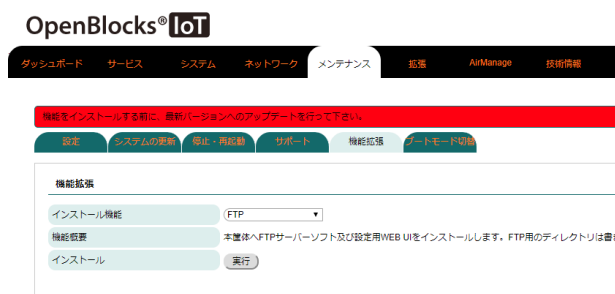 OpenBlocks® IoT
ダッシュボード サービス システム ネットワーク メンテナンス 拡張 AirManage 技術情報
機能をインストールする前に、最新バージョンへのアップデートを行って下さい。
設定 システムの更新 停止・再起動 サポート 機能拡張 ブートモード切替
機能拡張
インストール機能 FTP
機能概要 本筐体へFTPサーバーソフト及び設定用WEB UIをインストールします。FTP用のディレクトリは書
インストール 実行